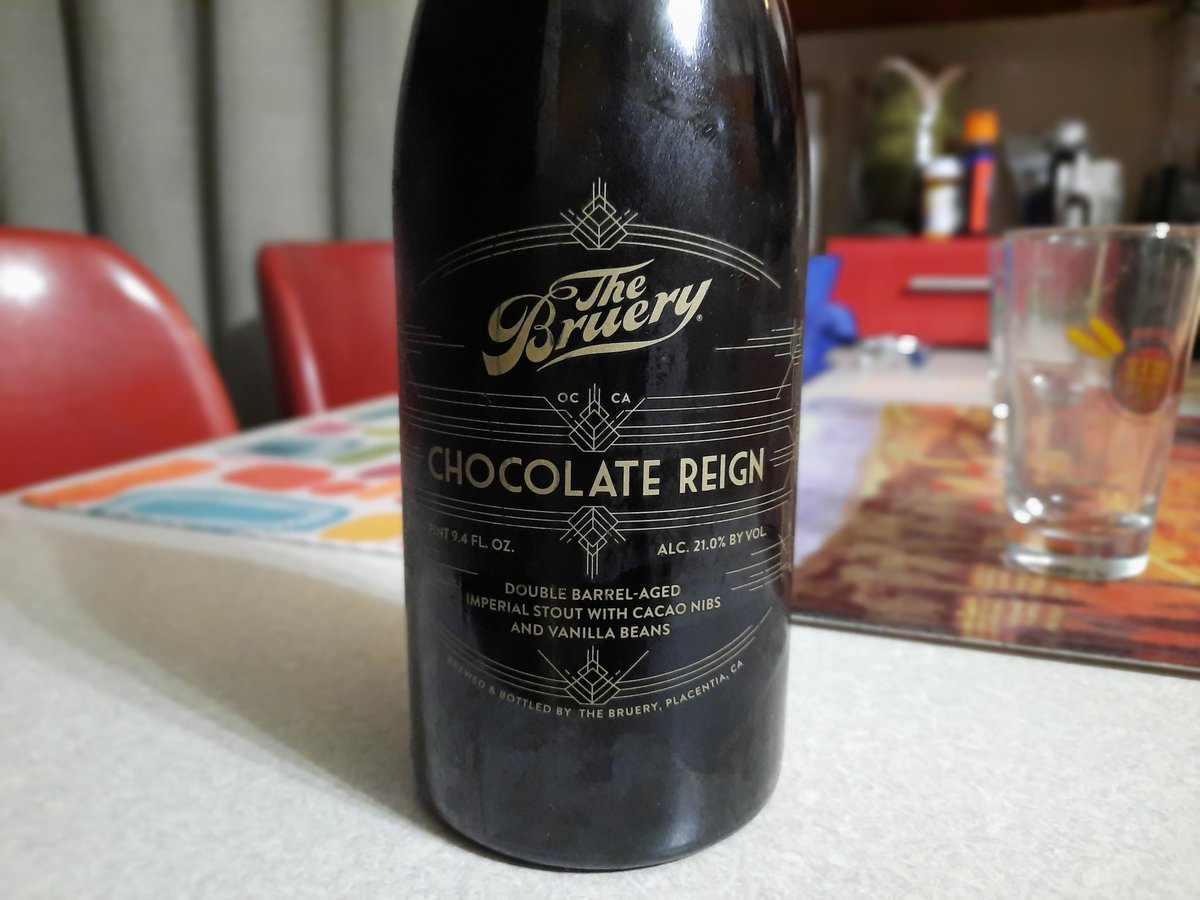 The
Bruery®
OC CA
CHOCOLATE REIGN
PINT 9.4 FL. OZ.
ALC. 21.0% BY VOL.
DOUBLE BARREL-AGED
IMPERIAL STOUT WITH CACAO NIBS
AND VANILLA BEANS
BREWED & BOTTLED BY THE BRUERY, PLACENTIA, CA